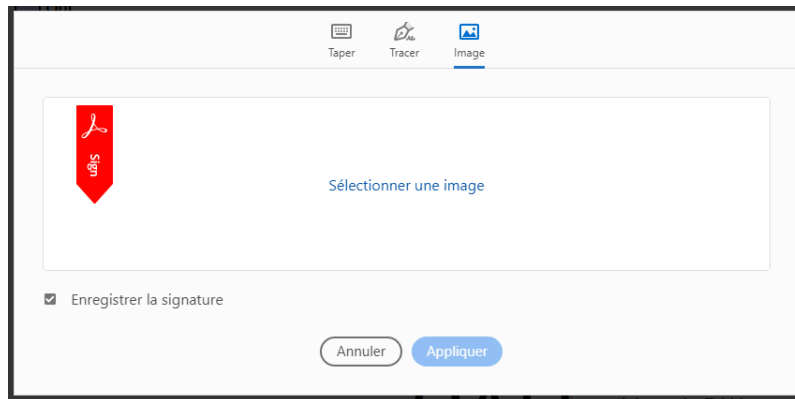 Taper Tracer Image
Sign
Sélectionner une image
Enregistrer la signature
Annuler Appliquer